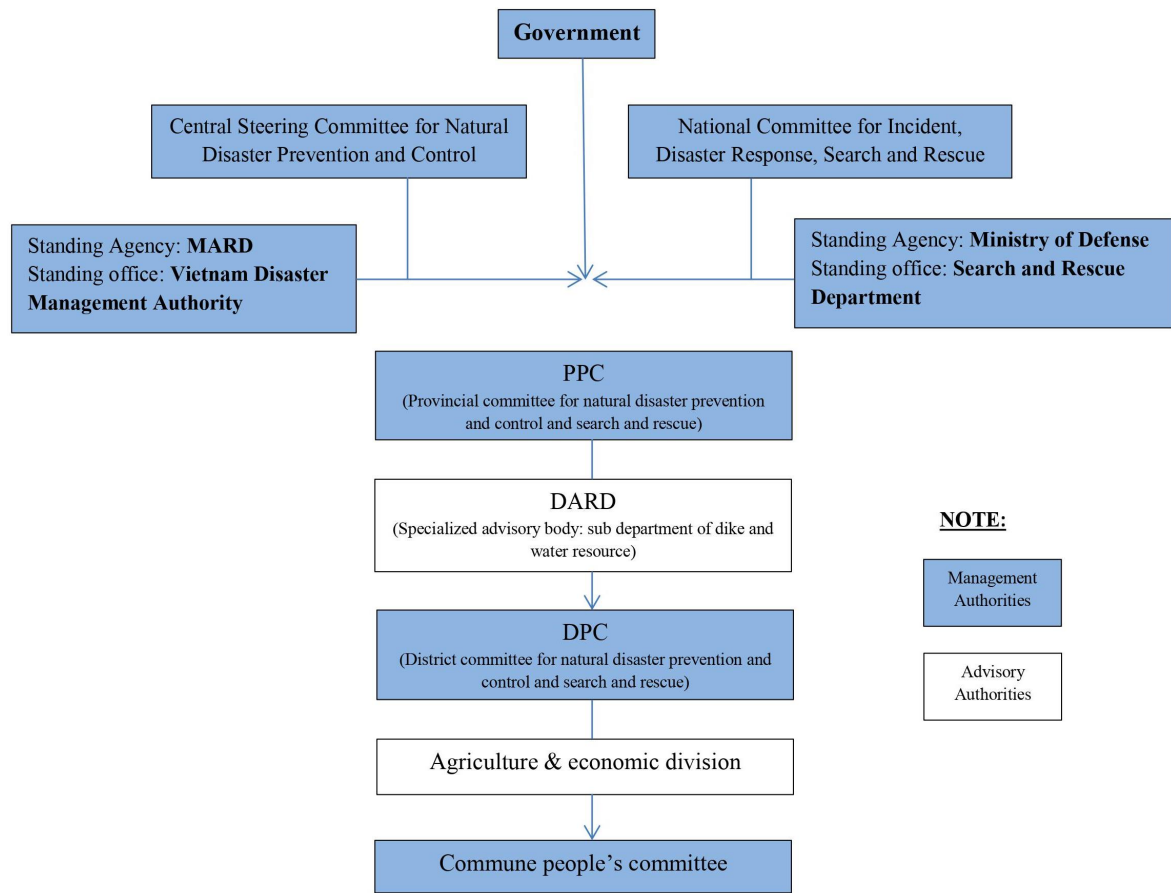 Government
Central Steering Committee for Natural
Disaster Prevention and Control
National Committee for Incident,
Disaster Response, Search and Rescue
Standing Agency: MARD
Standing office: Vietnam Disaster
Management Authority
Standing Agency: Ministry of Defense
Standing office: Search and Rescue
Department
PPC
(Provincial committee for natural disaster prevention
and control and search and rescue)
DARD
(Specialized advisory body: sub department of dike and
water resource)
DPC
(District committee for natural disaster prevention and
control and search and rescue)
Agriculture & economic division
Commune people’s committee
NOTE:
Management
Authorities
Advisory
Authorities